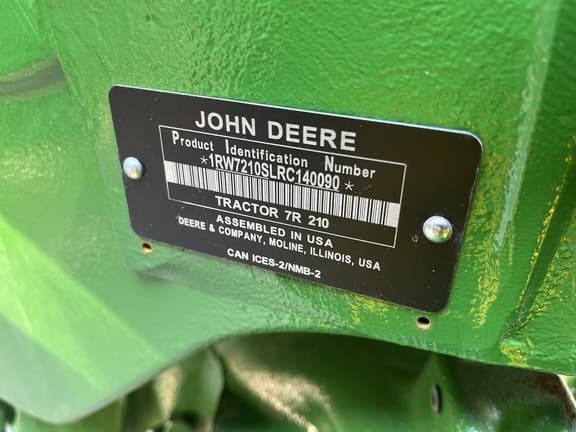 JOHN DEERE
Product Identification Number
*1RW7210SLRC140090*
TRACTOR 7R 210
ASSEMBLED IN USA
DEERE & COMPANY, MOLINE, ILLINOIS, USA
CAN ICES-2/NMB-2